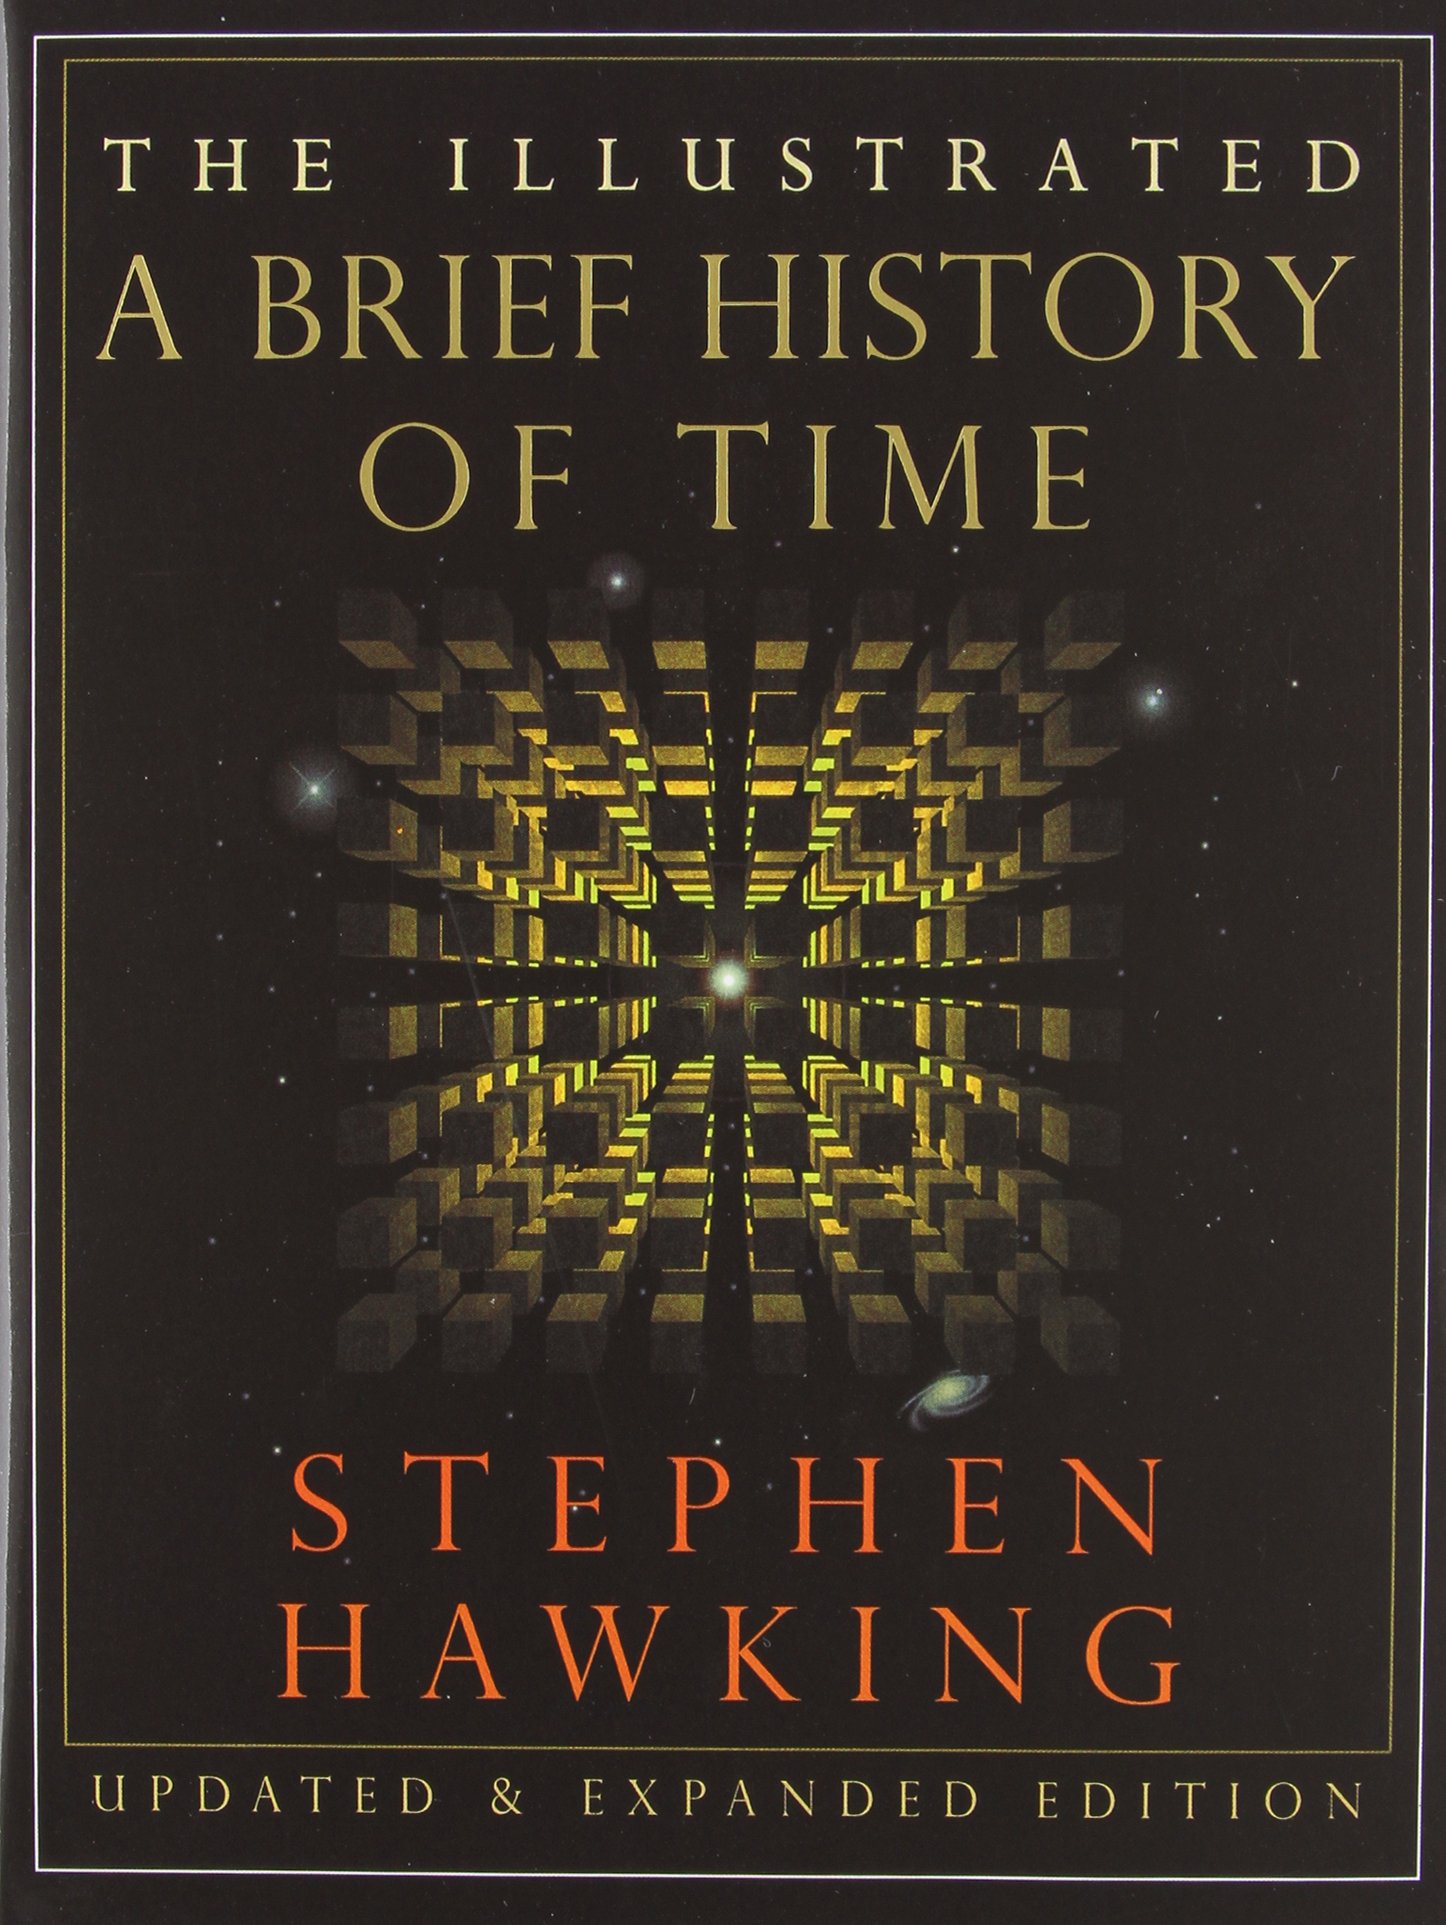 THE ILLUSTRATED
A BRIEF HISTORY
OF TIME
STEPHEN
HAWKING
UPDATED & EXPANDED EDITION